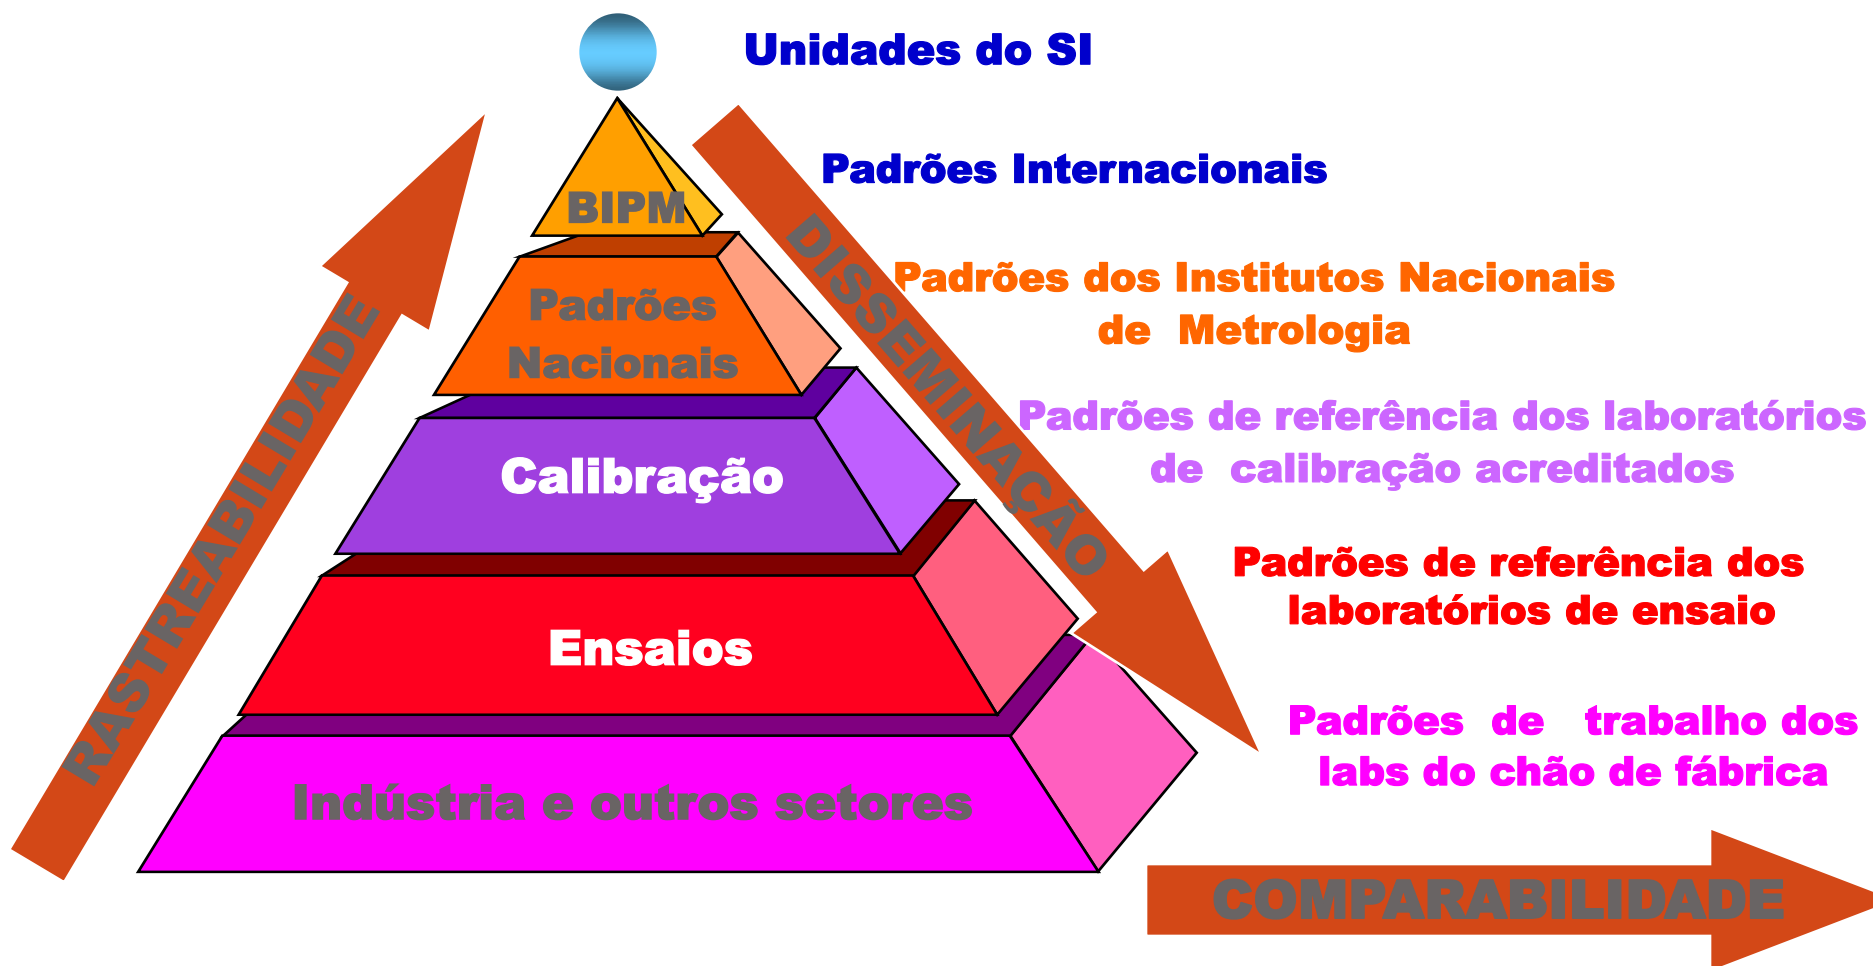 Unidades do SI
Padrões Internacionais
BIPM
Padrões dos Institutos Nacionais
de Metrologia
Padrões
Nacionais
Padrões de referência dos laboratórios
de calibração acreditados
Calibração
Padrões de referência dos
laboratórios de ensaio
Ensaios
Padrões de trabalho dos
labs do chão de fábrica
Indústria e outros setores
RASTREABILIDADE
DISSEMINAÇÃO
COMPARABILIDADE